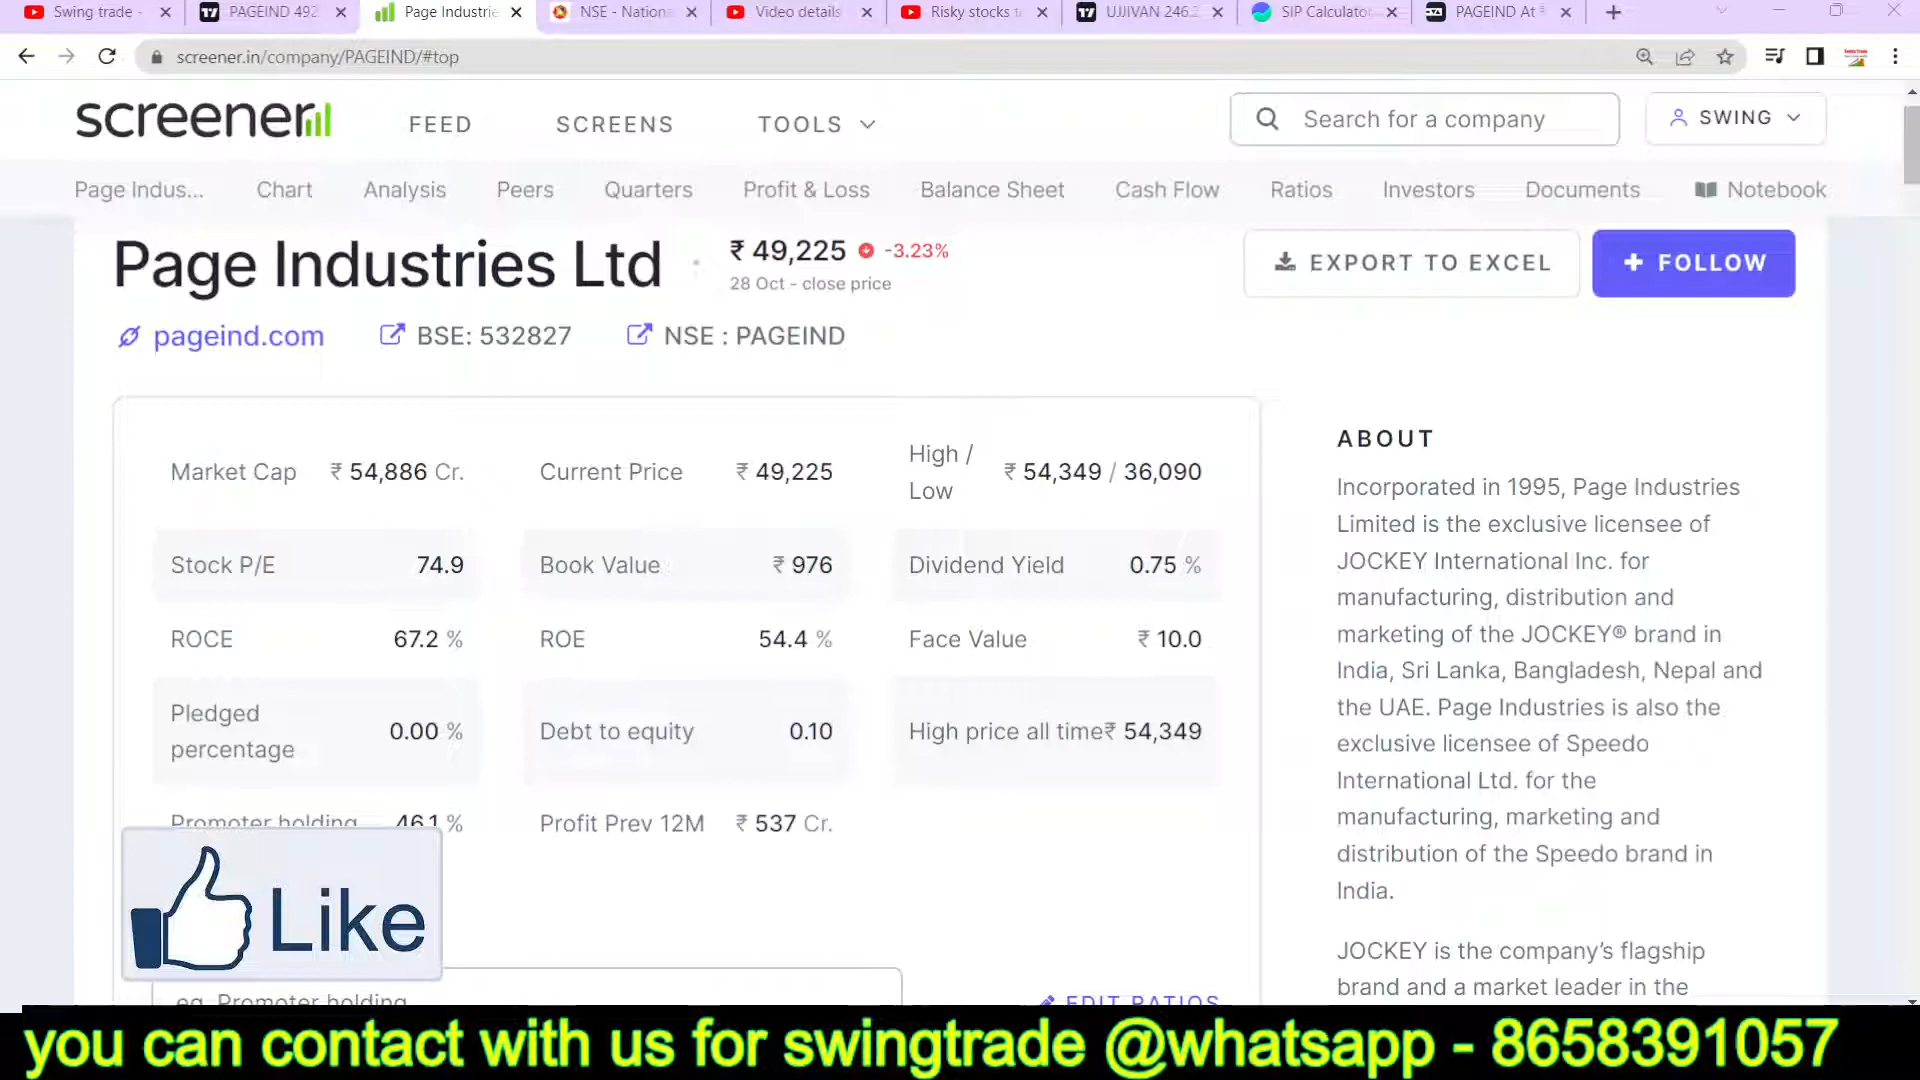 Swing trade -
PAGEIND 492
Page Industrie
NSE - Nationa
Video details
Risky stocks t
UJJIVAN 246.2
SIP Calculator
PAGEIND At
screener.in/company/PAGEIND/#top
screener
FEED
SCREENS
TOOLS
Search for a company
SWING
Page Indus...
Chart
Analysis
Peers
Quarters
Profit & Loss
Balance Sheet
Cash Flow
Ratios
Investors
Documents
Notebook
Page Industries Ltd
₹ 49,225 -3.23%
28 Oct - close price
EXPORT TO EXCEL
+ FOLLOW
pageind.com
BSE: 532827
NSE : PAGEIND
Market Cap ₹ 54,886 Cr.
Current Price ₹ 49,225
High / Low ₹ 54,349 / 36,090
Stock P/E 74.9
Book Value ₹ 976
Dividend Yield 0.75 %
ROCE 67.2 %
ROE 54.4 %
Face Value ₹ 10.0
Pledged percentage 0.00 %
Debt to equity 0.10
High price all time ₹ 54,349
Promoter holding 46.1 %
Profit Prev 12M ₹ 537 Cr.
Like
eg. Promoter holding
EDIT RATIOS
ABOUT
Incorporated in 1995, Page Industries
Limited is the exclusive licensee of
JOCKEY International Inc. for
manufacturing, distribution and
marketing of the JOCKEY® brand in
India, Sri Lanka, Bangladesh, Nepal and
the UAE. Page Industries is also the
exclusive licensee of Speedo
International Ltd. for the
manufacturing, marketing and
distribution of the Speedo brand in
India.
JOCKEY is the company's flagship
brand and a market leader in the
you can contact with us for swingtrade @whatsapp - 8658391057